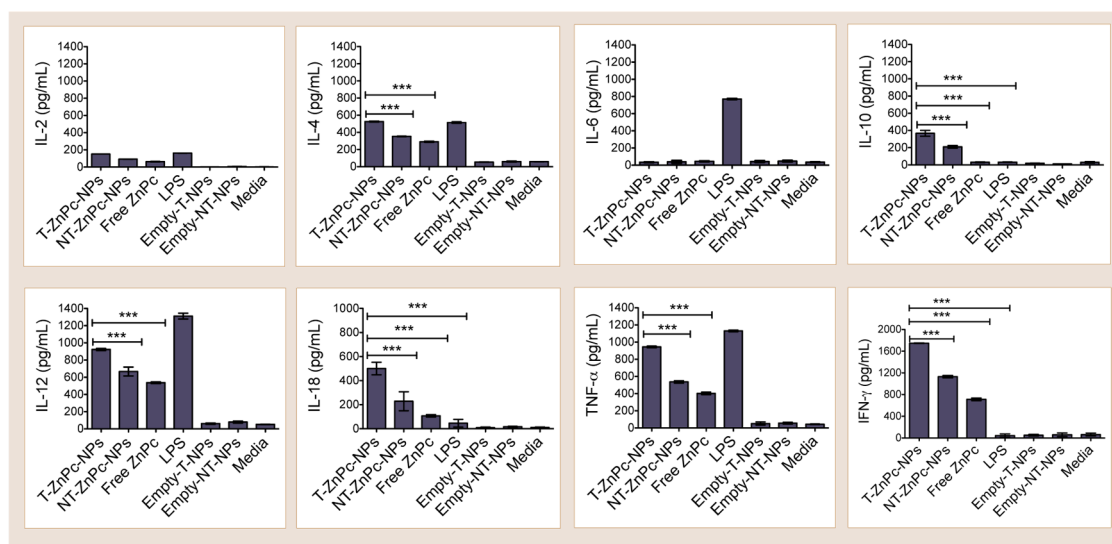 IL-2 (pg/mL)
1400
1200
1000
800
600
400
200
0
T-ZnPc-NPs
NT-ZnPc-NPs
Free ZnPc
LPS
Empty-T-NPs
Empty-NT-NPs
Media
IL-4 (pg/mL)
1400
1200
1000
800
600
400
200
0
***
***
T-ZnPc-NPs
NT-ZnPc-NPs
Free ZnPc
LPS
Empty-T-NPs
Empty-NT-NPs
Media
IL-6 (pg/mL)
1400
1200
1000
800
600
400
200
0
T-ZnPc-NPs
NT-ZnPc-NPs
Free ZnPc
LPS
Empty-T-NPs
Empty-NT-NPs
Media
IL-10 (pg/mL)
1400
1200
1000
800
600
400
200
0
***
***
***
T-ZnPc-NPs
NT-ZnPc-NPs
Free ZnPc
LPS
Empty-T-NPs
Empty-NT-NPs
Media
IL-12 (pg/mL)
1400
1200
1000
800
600
400
200
0
***
***
T-ZnPc-NPs
NT-ZnPc-NPs
Free ZnPc
LPS
Empty-T-NPs
Empty-NT-NPs
Media
IL-18 (pg/mL)
1000
800
600
400
200
0
***
***
***
T-ZnPc-NPs
NT-ZnPc-NPs
Free ZnPc
LPS
Empty-T-NPs
Empty-NT-NPs
Media
TNF-α (pg/mL)
1400
1200
1000
800
600
400
200
0
***
***
T-ZnPc-NPs
NT-ZnPc-NPs
Free ZnPc
LPS
Empty-T-NPs
Empty-NT-NPs
Media
IFN-γ (pg/mL)
2000
1600
1200
800
400
0
***
***
***
T-ZnPc-NPs
NT-ZnPc-NPs
Free ZnPc
LPS
Empty-T-NPs
Empty-NT-NPs
Media